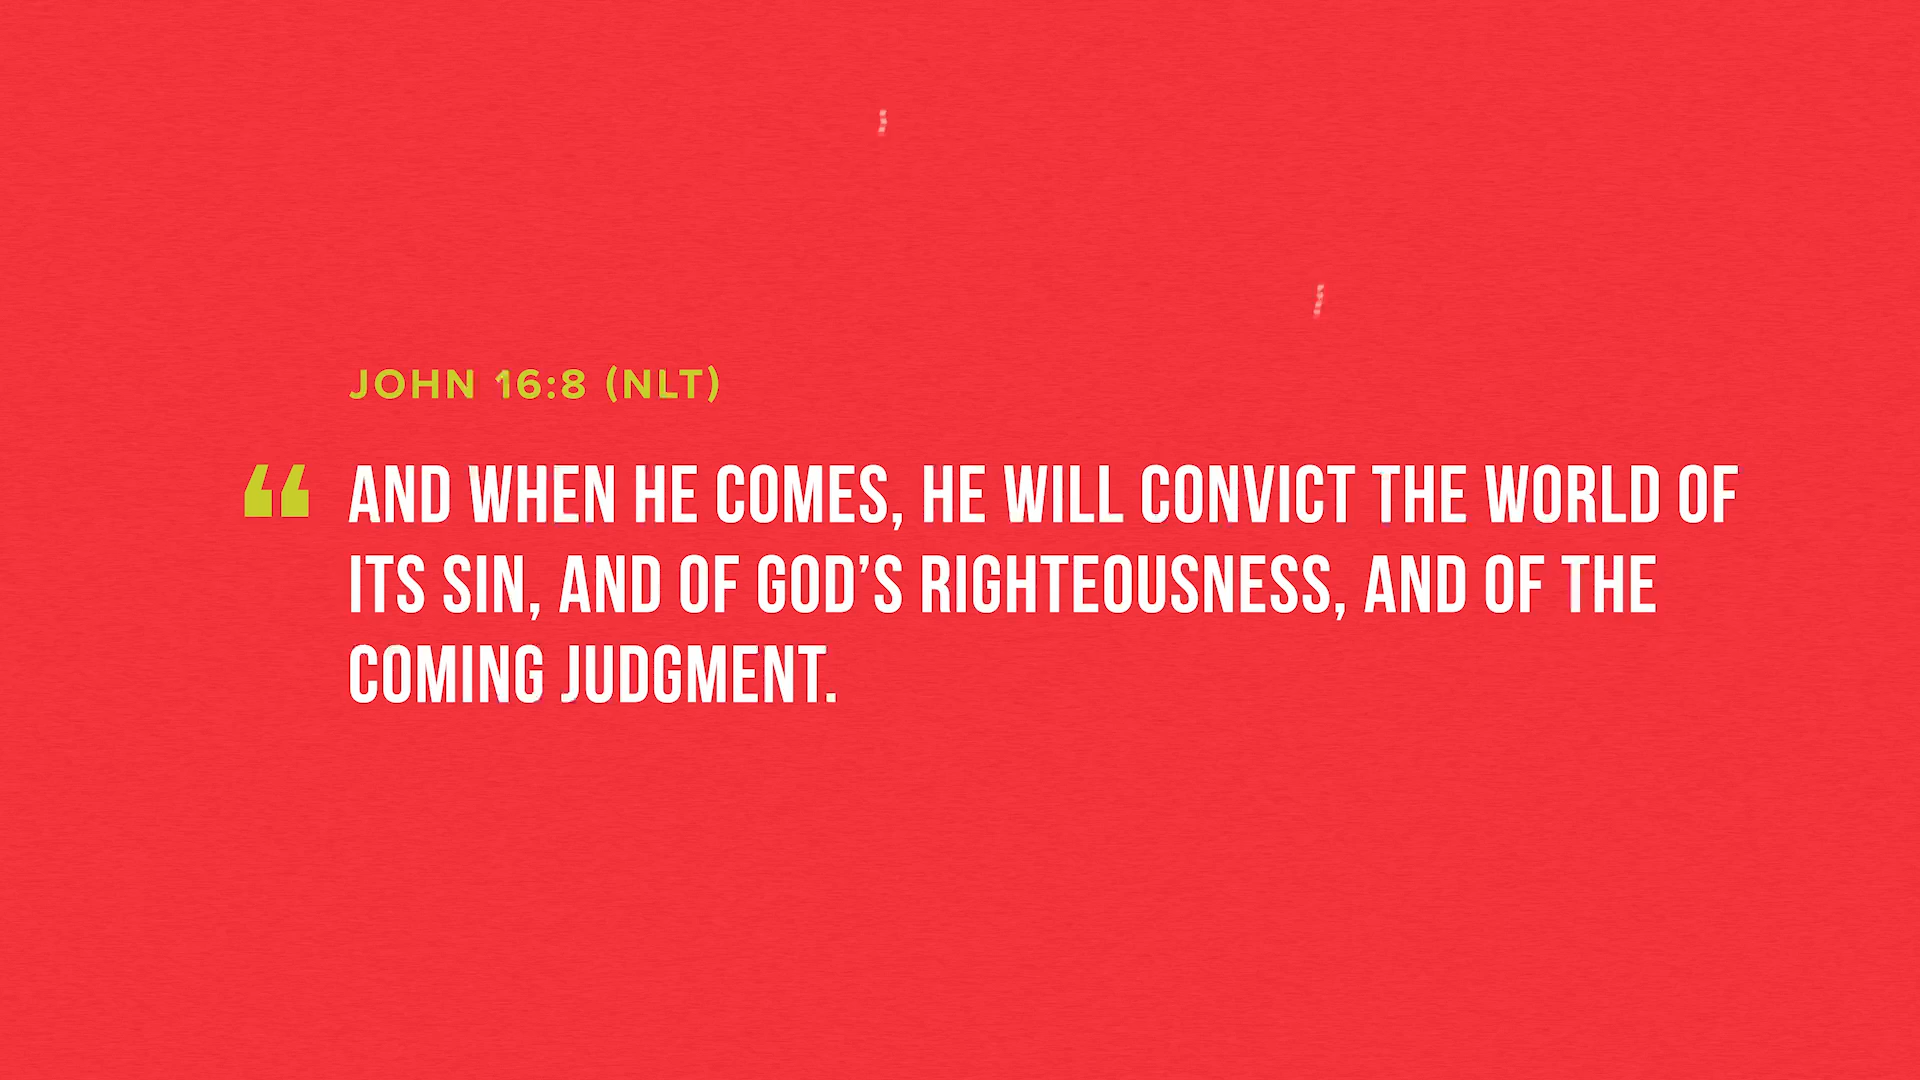 JOHN 16:8 (NLT)
“ AND WHEN HE COMES, HE WILL CONVICT THE WORLD OF
ITS SIN, AND OF GOD’S RIGHTEOUSNESS, AND OF THE
COMING JUDGMENT.